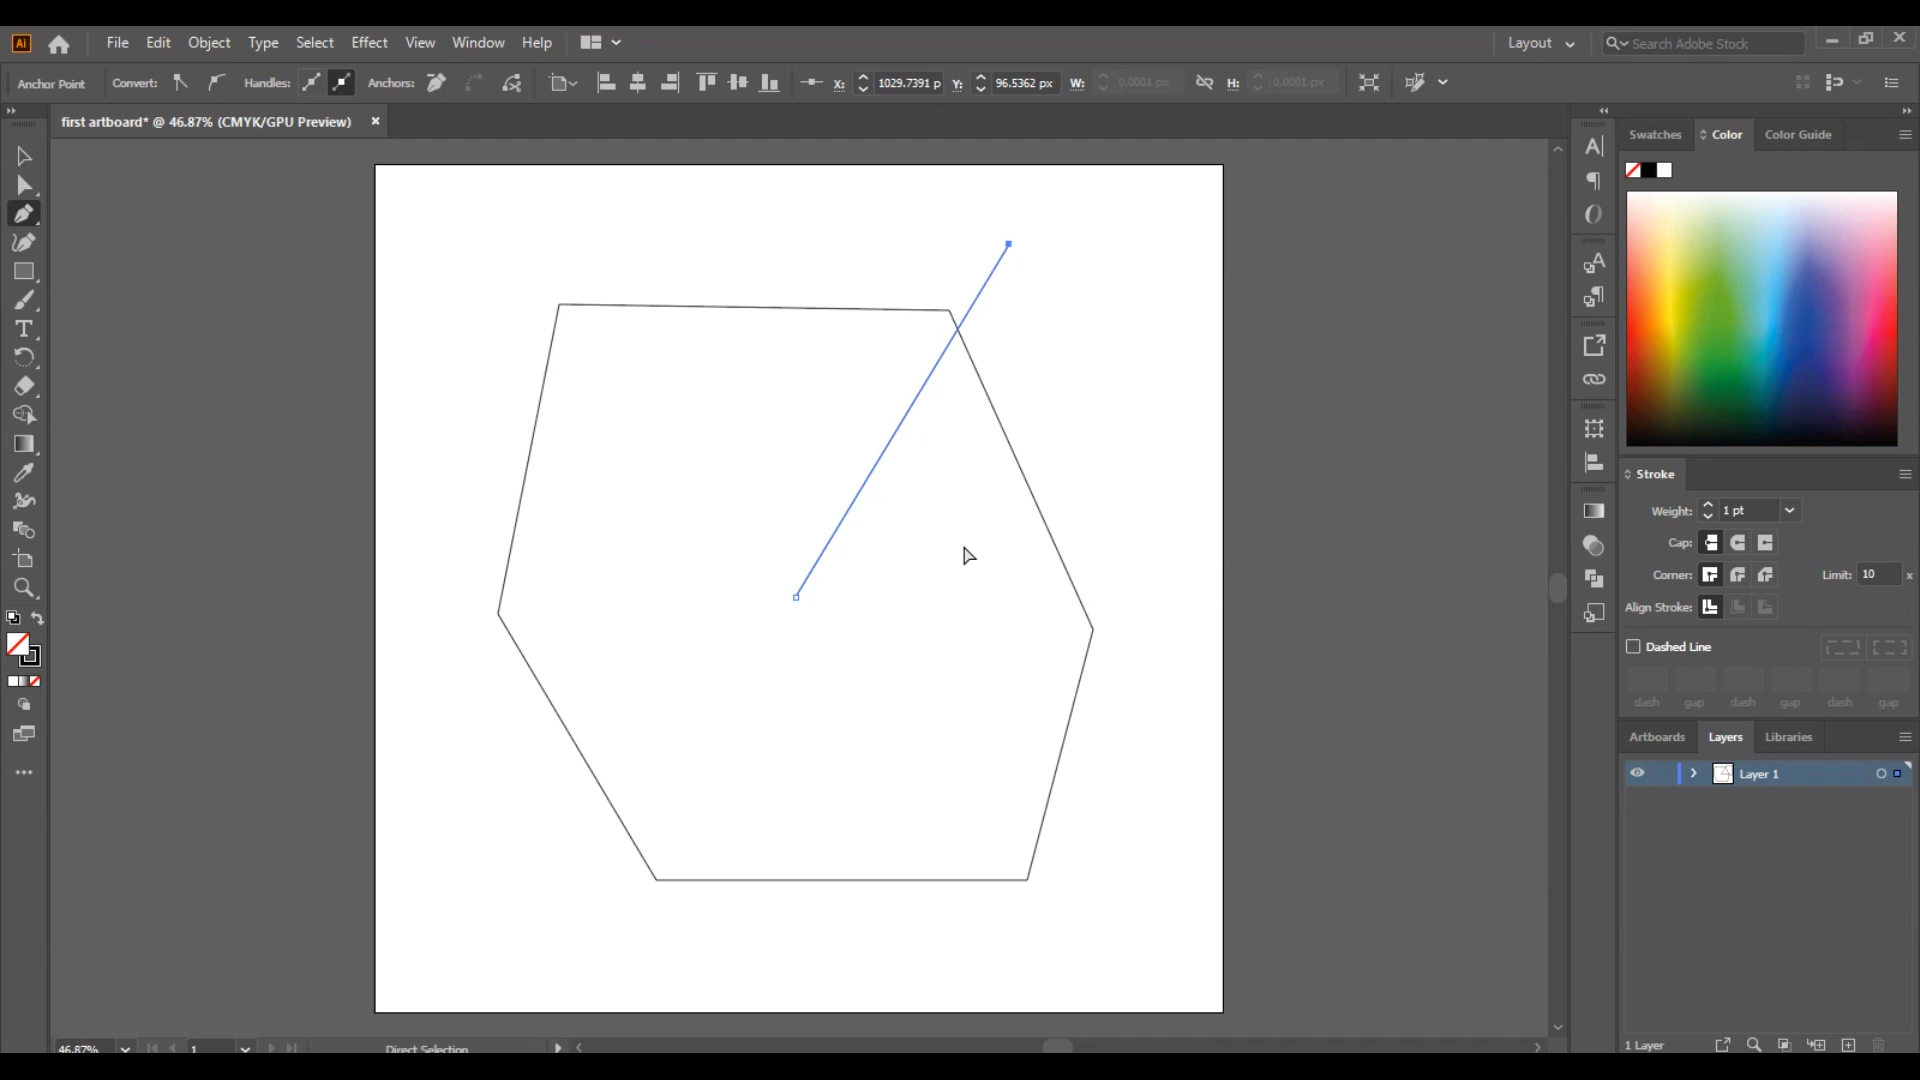 Ai File Edit Object Type Select Effect View Window Help Layout Search Adobe Stock
Anchor Point Convert: Handles: Anchors: X: 1029.7391 p Y: 96.5362 px W: 0.0001 px H: 0.0001 px
first artboard* @ 46.87% (CMYK/GPU Preview)
Swatches Color Color Guide
Stroke
Weight: 1 pt
Cap:
Corner: Limit: 10 x
Align Stroke:
Dashed Line
dash gap dash gap dash gap
Artboards Layers Libraries
Layer 1
46.87% 1 Direct Selection 1 Layer